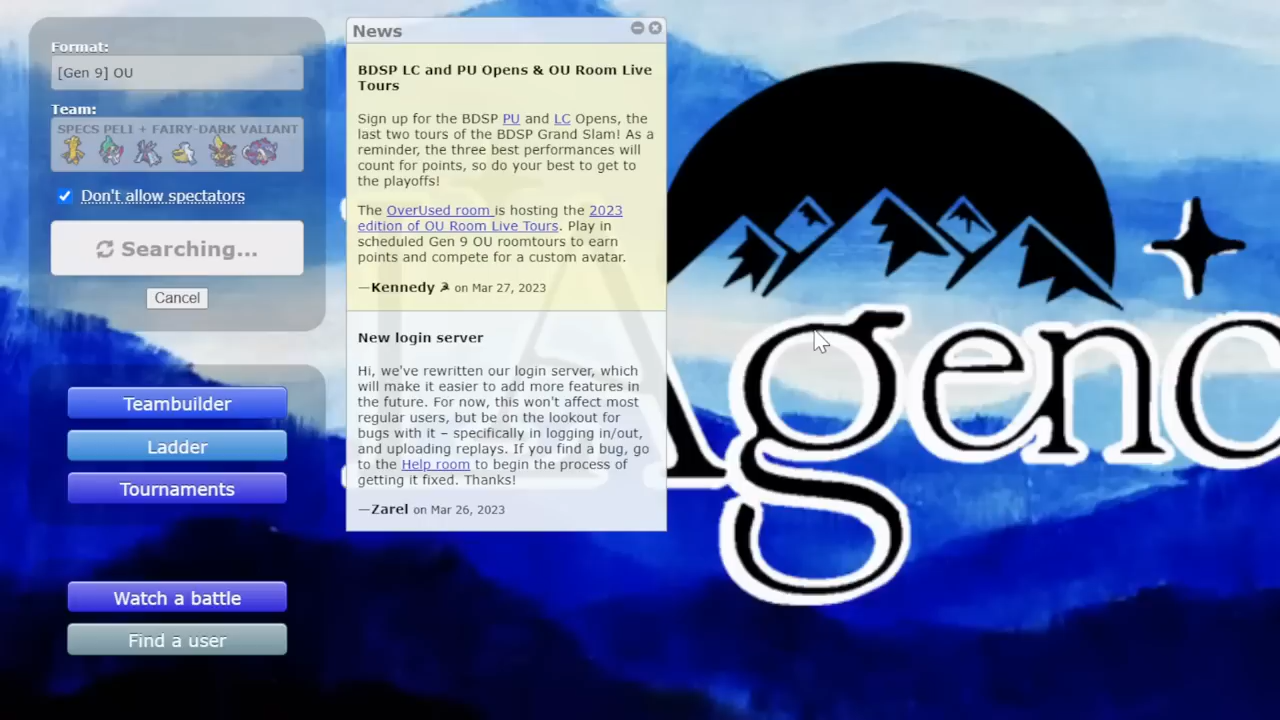 Format:
[Gen 9] OU
Team:
SPECS PELI + FAIRY-DARK VALIANT
Don't allow spectators
Searching...
Cancel
Teambuilder
Ladder
Tournaments
Watch a battle
Find a user
News
BDSP LC and PU Opens & OU Room Live
Tours
Sign up for the BDSP PU and LC Opens, the
last two tours of the BDSP Grand Slam! As a
reminder, the three best performances will
count for points, so do your best to get to
the playoffs!
The OverUsed room is hosting the 2023
edition of OU Room Live Tours. Play in
scheduled Gen 9 OU roomtours to earn
points and compete for a custom avatar.
—Kennedy ☭ on Mar 27, 2023
New login server
Hi, we've rewritten our login server, which
will make it easier to add more features in
the future. For now, this won't affect most
regular users, but be on the lookout for
bugs with it – specifically in logging in/out,
and uploading replays. If you find a bug, go
to the Help room to begin the process of
getting it fixed. Thanks!
—Zarel on Mar 26, 2023
Agenc